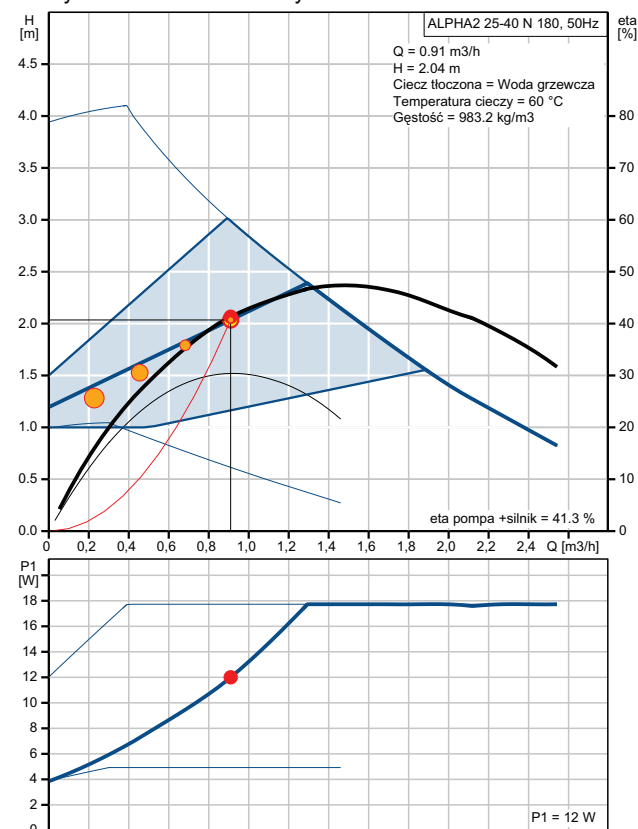 H
[m]
ALPHA2 25-40 N 180, 50Hz
eta
[%]
Q = 0.91 m3/h
H = 2.04 m
Ciecz tłoczona = Woda grzewcza
Temperatura cieczy = 60 °C
Gęstość = 983.2 kg/m3
4.5
4.0 80
3.5 70
3.0 60
2.5 50
2.0 40
1.5 30
1.0 20
0.5 10
0.0 0
eta pompa +silnik = 41.3 %
0 0,2 0,4 0,6 0,8 1,0 1,2 1,4 1,6 1,8 2,0 2,2 2,4 Q [m3/h]
P1
[W]
18
16
14
12
10
8
6
4
2
0
P1 = 12 W